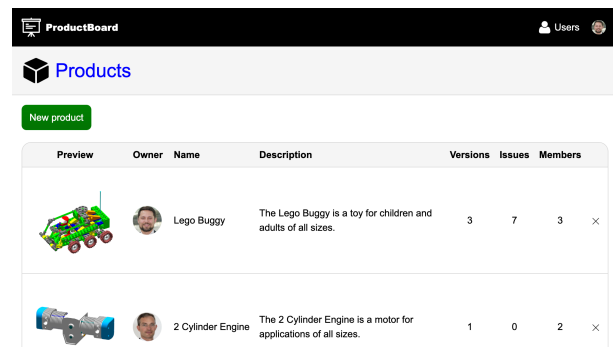 ProductBoard
Users
Products
New product
Preview Owner Name Description Versions Issues Members
Lego Buggy
The Lego Buggy is a toy for children and
adults of all sizes.
3 7 3
2 Cylinder Engine
The 2 Cylinder Engine is a motor for
applications of all sizes.
1 0 2